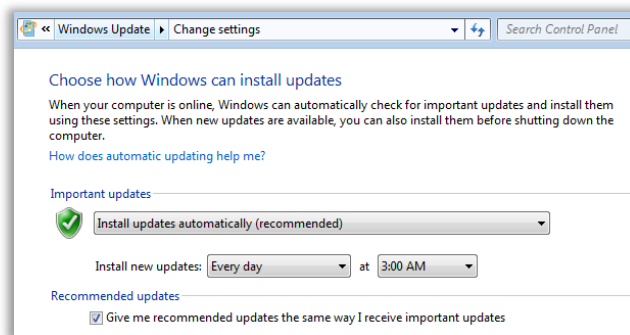 « Windows Update ▸ Change settings Search Control Panel
Choose how Windows can install updates
When your computer is online, Windows can automatically check for important updates and install them
using these settings. When new updates are available, you can also install them before shutting down the
computer.
How does automatic updating help me?
Important updates
Install updates automatically (recommended)
Install new updates: Every day at 3:00 AM
Recommended updates
Give me recommended updates the same way I receive important updates